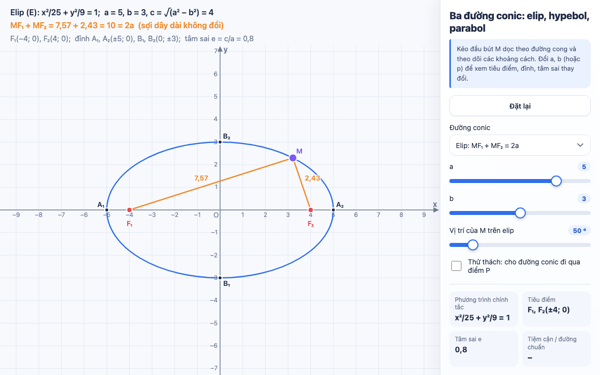 Elip (E): x²/25 + y²/9 = 1;  a = 5, b = 3, c = √(a² − b²) = 4
MF₁ + MF₂ = 7,57 + 2,43 = 10 = 2a  (sợi dây dài không đổi)
F₁(−4; 0), F₂(4; 0);  đỉnh A₁, A₂(±5; 0), B₁, B₂(0; ±3);  tâm sai e = c/a = 0,8
y
7
6
5
4
3
B₂
M
2
7,57
2,43
1
A₁
A₂
x
−9 −8 −7 −6 −5 −4 −3 −2 −1 O 1 2 3 4 5 6 7 8 9
F₁
F₂
−1
−2
−3
B₁
−4
−5
−6
−7
Ba đường conic: elip, hypebol,
parabol
Kéo dấu bút M dọc theo đường cong và
theo dõi các khoảng cách. Đổi a, b (hoặc
p) để xem tiêu điểm, đỉnh, tâm sai thay
đổi.
Đặt lại
Đường conic
Elip: MF₁ + MF₂ = 2a
a
5
b
3
Vị trí của M trên elip
50 °
Thử thách: cho đường conic đi qua
điểm P
Phương trình chính
tắc
x²/25 + y²/9 = 1
Tiêu điểm
F₁, F₂(±4; 0)
Tâm sai e
0,8
Tiệm cận / đường
chuẩn
–